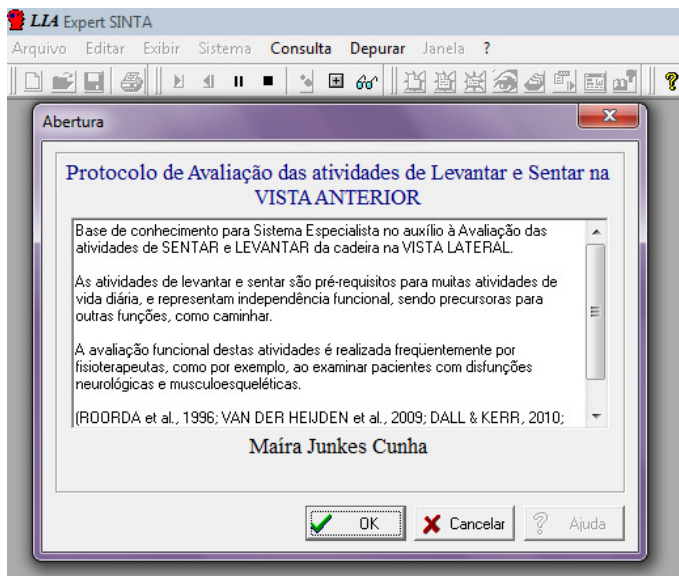 LIA Expert SINTA
Arquivo Editar Exibir Sistema Consulta Depurar Janela ?
Abertura
Protocolo de Avaliação das atividades de Levantar e Sentar na
VISTA ANTERIOR
Base de conhecimento para Sistema Especialista no auxílio à Avaliação das
atividades de SENTAR e LEVANTAR da cadeira na VISTA LATERAL.
As atividades de levantar e sentar são pré-requisitos para muitas atividades de
vida diária, e representam independência funcional, sendo precursoras para
outras funções, como caminhar.
A avaliação funcional destas atividades é realizada freqüentemente por
fisioterapeutas, como por exemplo, ao examinar pacientes com disfunções
neurológicas e musculoesqueléticas.
(ROORDA et al., 1996; VAN DER HEIJDEN et al., 2009; DALL & KERR, 2010;
Maíra Junkes Cunha
OK Cancelar Ajuda